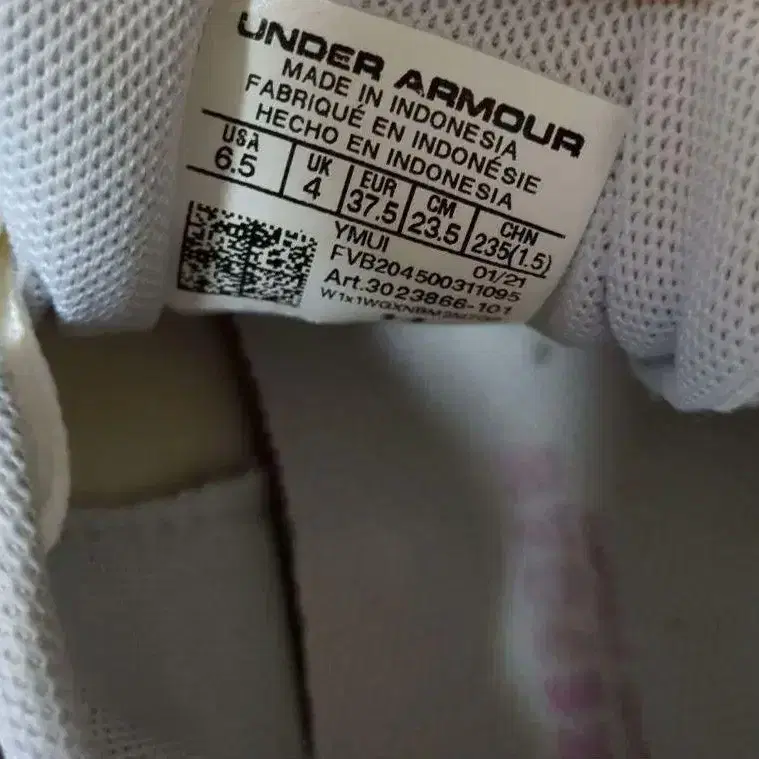 UNDER ARMOUR
MADE IN INDONESIA
FABRIQUÉ EN INDONÉSIE
HECHO EN INDONESIA
USA UK EUR CM CHN
6.5 4 37.5 23.5 235(1.5)
YMUI 01/21
FVB204500311095
Art.3023866-101